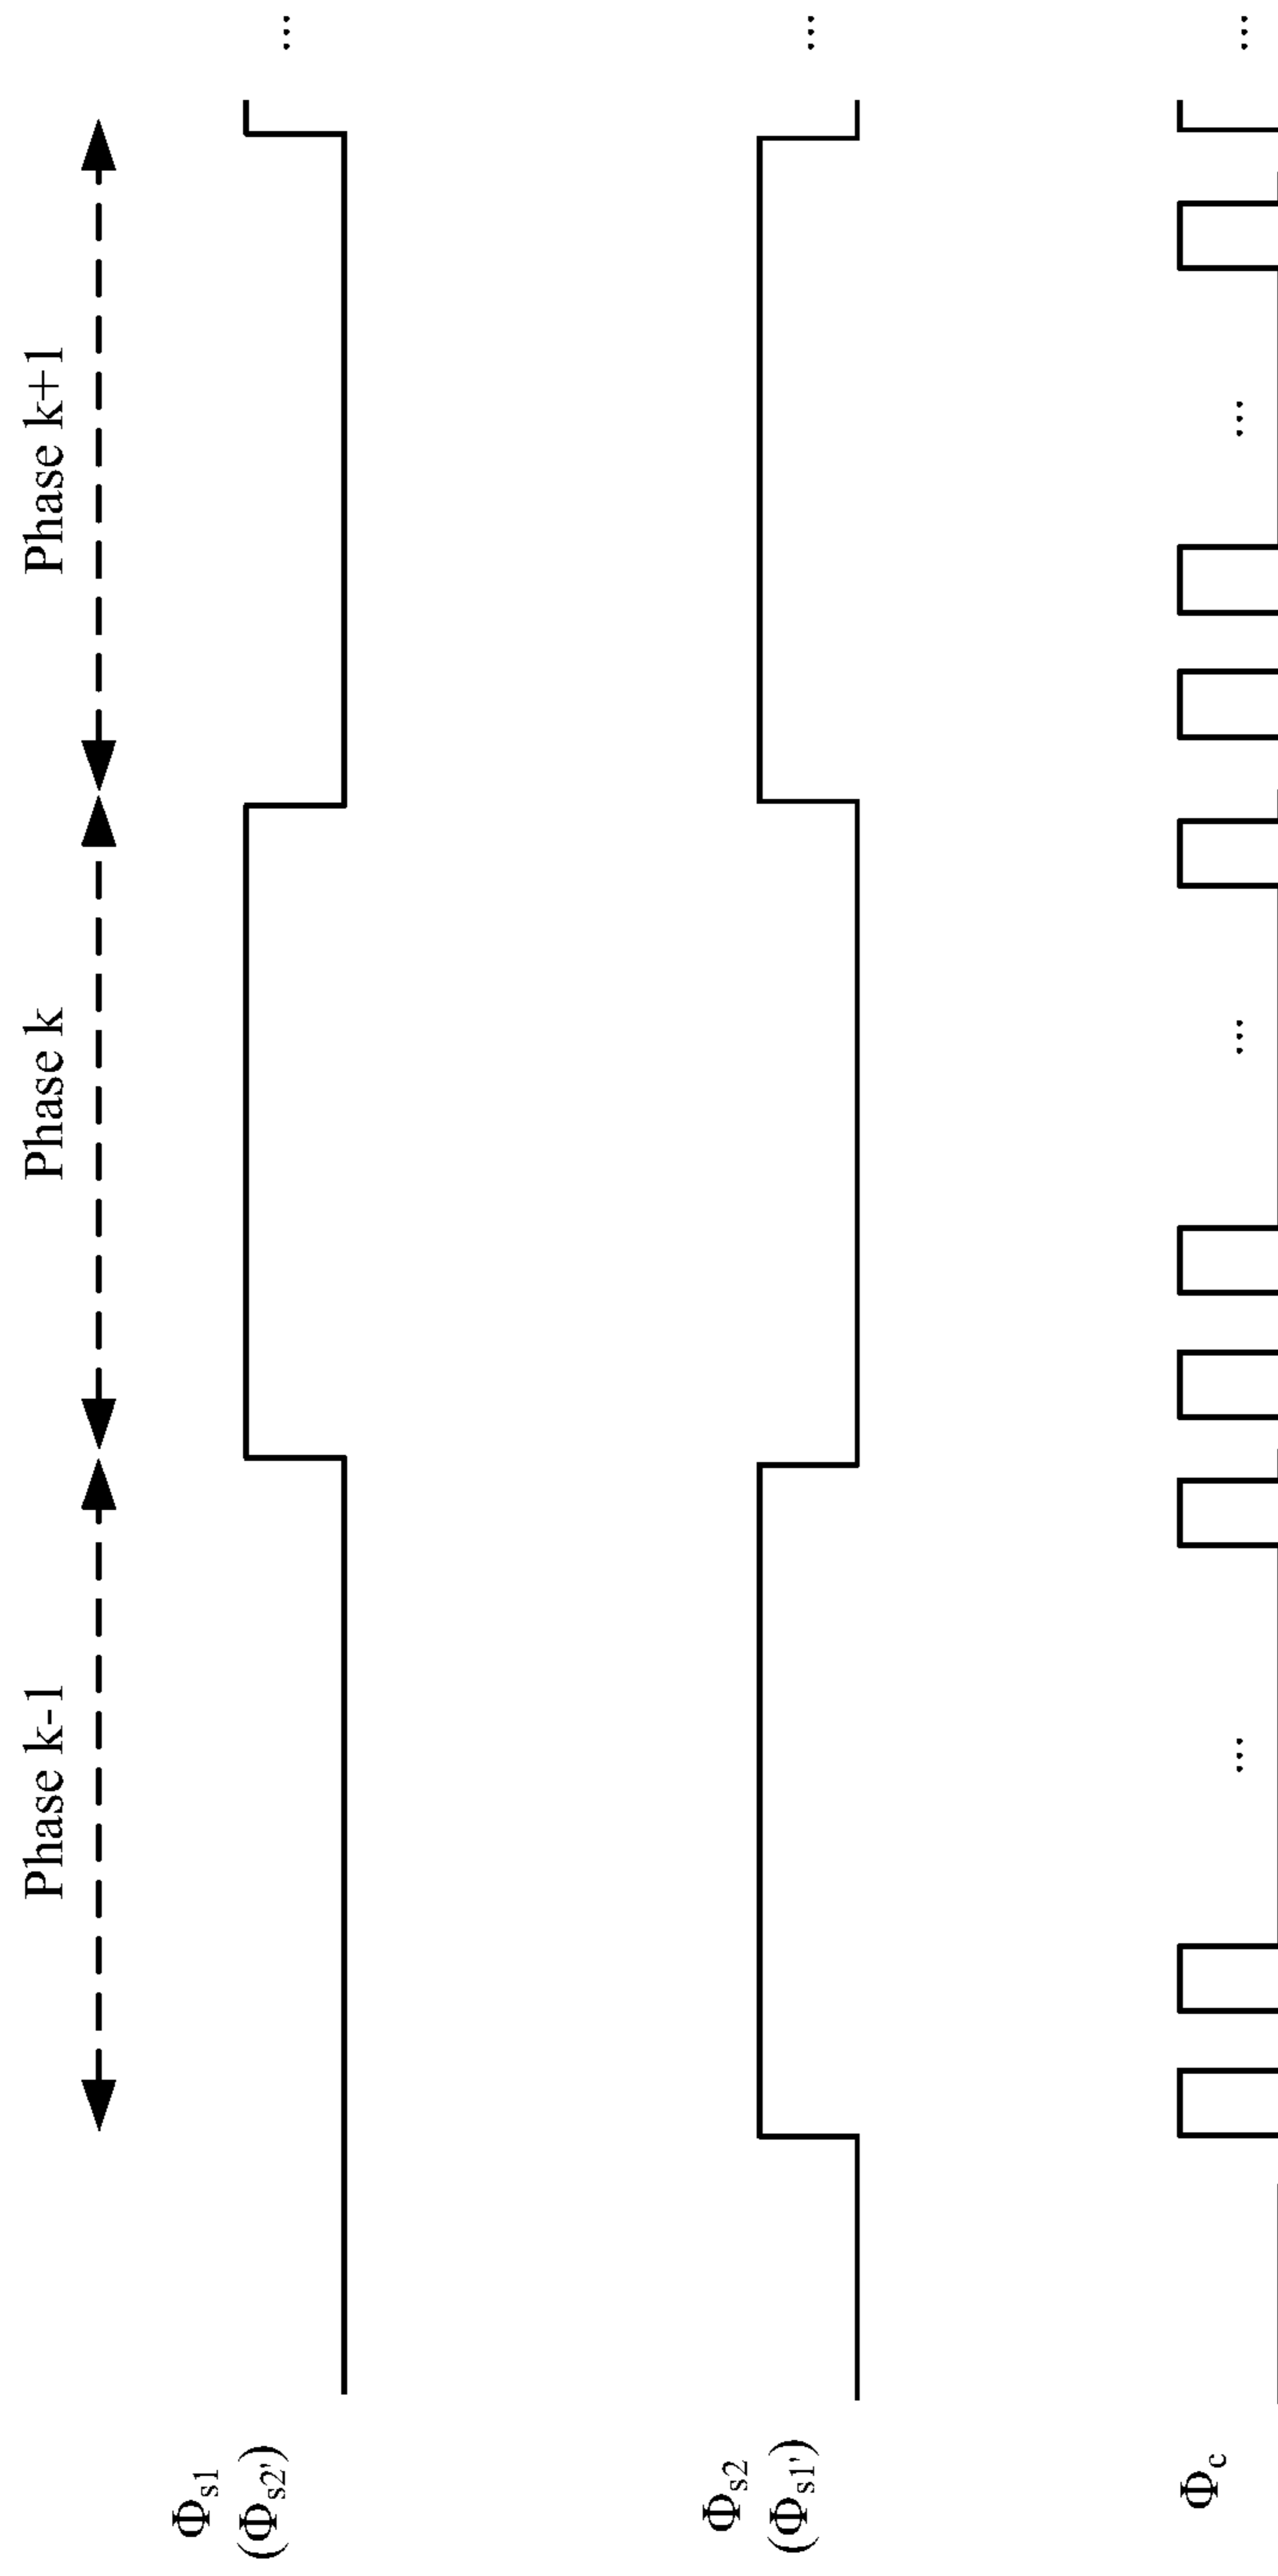 Phase k-1
Phase k
Phase k+1
Φs1
(Φs2')
...
Φs2
(Φs1')
...
Φc
...
...
...
...